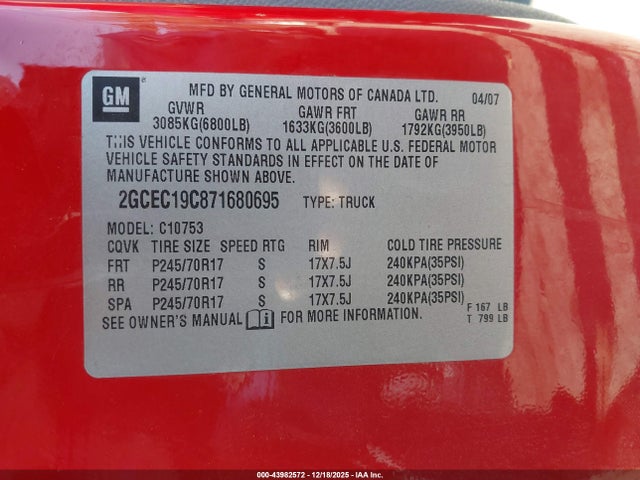 GM
MFD BY GENERAL MOTORS OF CANADA LTD. 04/07
GVWR GAWR FRT GAWR RR
3085KG(6800LB) 1633KG(3600LB) 1792KG(3950LB)
THIS VEHICLE CONFORMS TO ALL APPLICABLE U.S. FEDERAL MOTOR
VEHICLE SAFETY STANDARDS IN EFFECT ON THE DATE OF
MANUFACTURE SHOWN ABOVE.
2GCEC19C871680695 TYPE: TRUCK
MODEL: C10753
CQVK TIRE SIZE SPEED RTG RIM COLD TIRE PRESSURE
FRT P245/70R17 S 17X7.5J 240KPA(35PSI)
RR P245/70R17 S 17X7.5J 240KPA(35PSI)
SPA P245/70R17 S 17X7.5J 240KPA(35PSI)
SEE OWNER'S MANUAL FOR MORE INFORMATION.
F 167 LB
T 799 LB
000-43982572 - 12/18/2025 - IAA Inc.